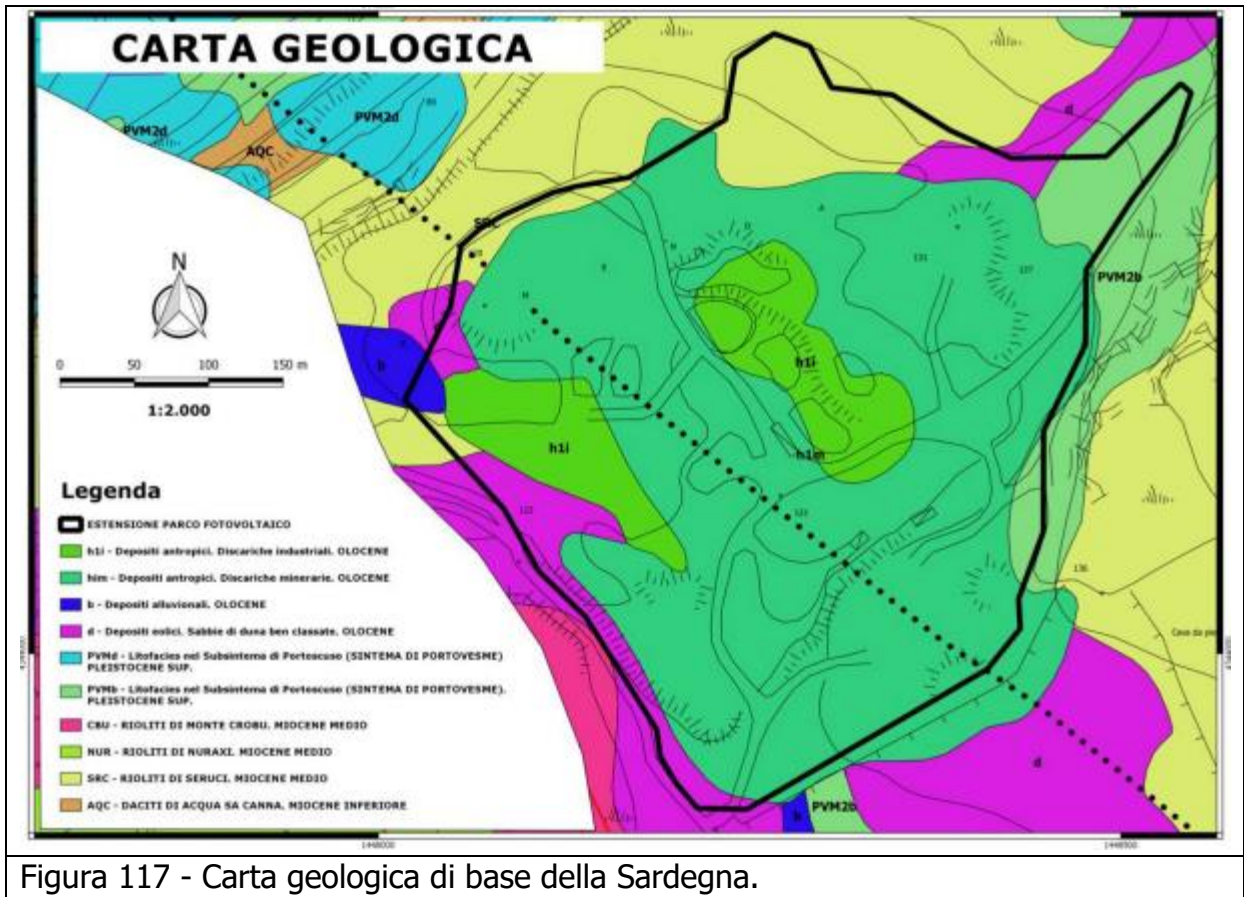 CARTA GEOLOGICA
PVM2d
PVM2d
AQC
SRC
d
PVM2b
N
0 50 100 150 m
1:2.000
b
h1i
h1i
h1m
Legenda
ESTENSIONE PARCO FOTOVOLTAICO
h1i - Depositi antropici. Discariche industriali. OLOCENE
him - Depositi antropici. Discariche minerarie. OLOCENE
b - Depositi alluvionali. OLOCENE
d - Depositi eolici. Sabbie di duna ben classate. OLOCENE
PVMd - Litofacies nel Subsintema di Portoscuso (SINTEMA DI PORTOVESME)
PLEISTOCENE SUP.
PVMb - Litofacies nel Subsintema di Portoscuso (SINTEMA DI PORTOVESME).
PLEISTOCENE SUP.
CBU - RIOLITI DI MONTE CROBU. MIOCENE MEDIO
NUR - RIOLITI DI NURAXI. MIOCENE MEDIO
SRC - RIOLITI DI SERUCI. MIOCENE MEDIO
AQC - DACITI DI ACQUA SA CANNA. MIOCENE INFERIORE
131
137
136
d
b
PVM2b
1448000
Figura 117 - Carta geologica di base della Sardegna.